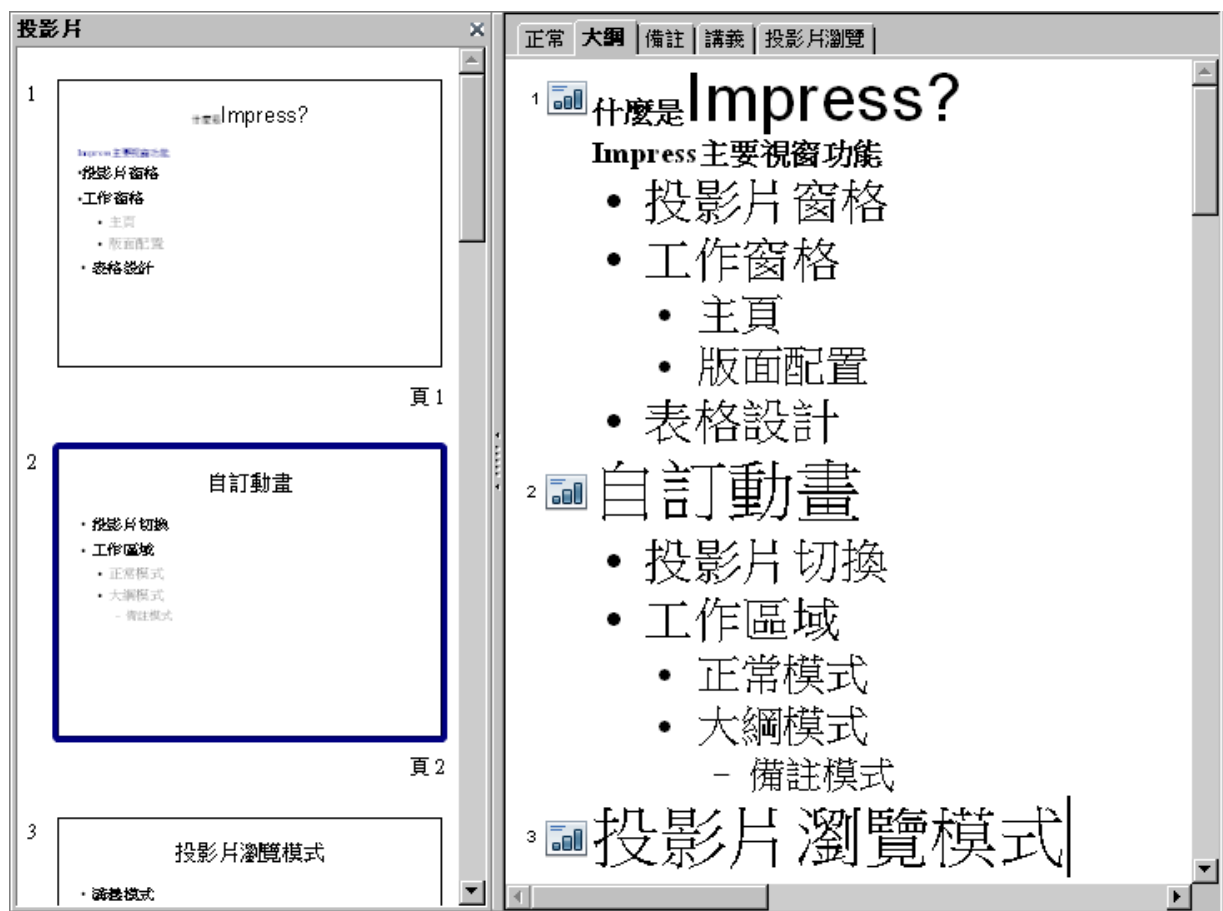 投影片
1
什麼是Impress?
Impress主要視窗功能
•投影片窗格
•工作窗格
• 主頁
• 版面配置
• 表格設計
頁 1
2
自訂動畫
• 投影片切換
• 工作區域
• 正常模式
• 大綱模式
– 備註模式
頁 2
3
投影片瀏覽模式
• 講義模式
正常 大綱 備註 講義 投影片瀏覽
1 什麼是Impress?
Impress主要視窗功能
• 投影片窗格
• 工作窗格
• 主頁
• 版面配置
• 表格設計
2 自訂動畫
• 投影片切換
• 工作區域
• 正常模式
• 大綱模式
– 備註模式
3 投影片瀏覽模式